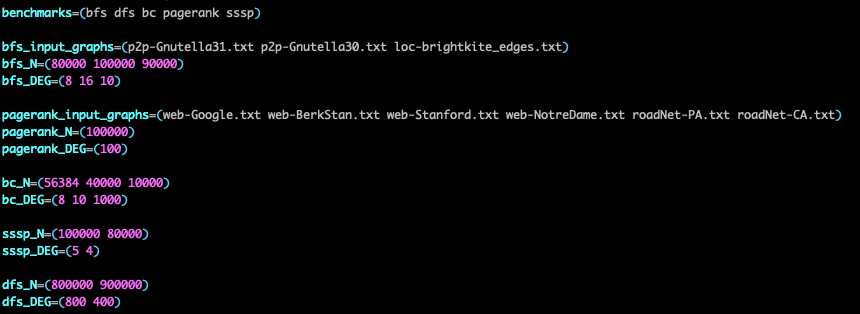 benchmarks=(bfs dfs bc pagerank sssp)
bfs_input_graphs=(p2p-Gnutella31.txt p2p-Gnutella30.txt loc-brightkite_edges.txt)
bfs_N=(80000 100000 90000)
bfs_DEG=(8 16 10)
pagerank_input_graphs=(web-Google.txt web-BerkStan.txt web-Stanford.txt web-NotreDame.txt roadNet-PA.txt roadNet-CA.txt)
pagerank_N=(100000)
pagerank_DEG=(100)
bc_N=(56384 40000 10000)
bc_DEG=(8 10 1000)
sssp_N=(100000 80000)
sssp_DEG=(5 4)
dfs_N=(800000 900000)
dfs_DEG=(800 400)